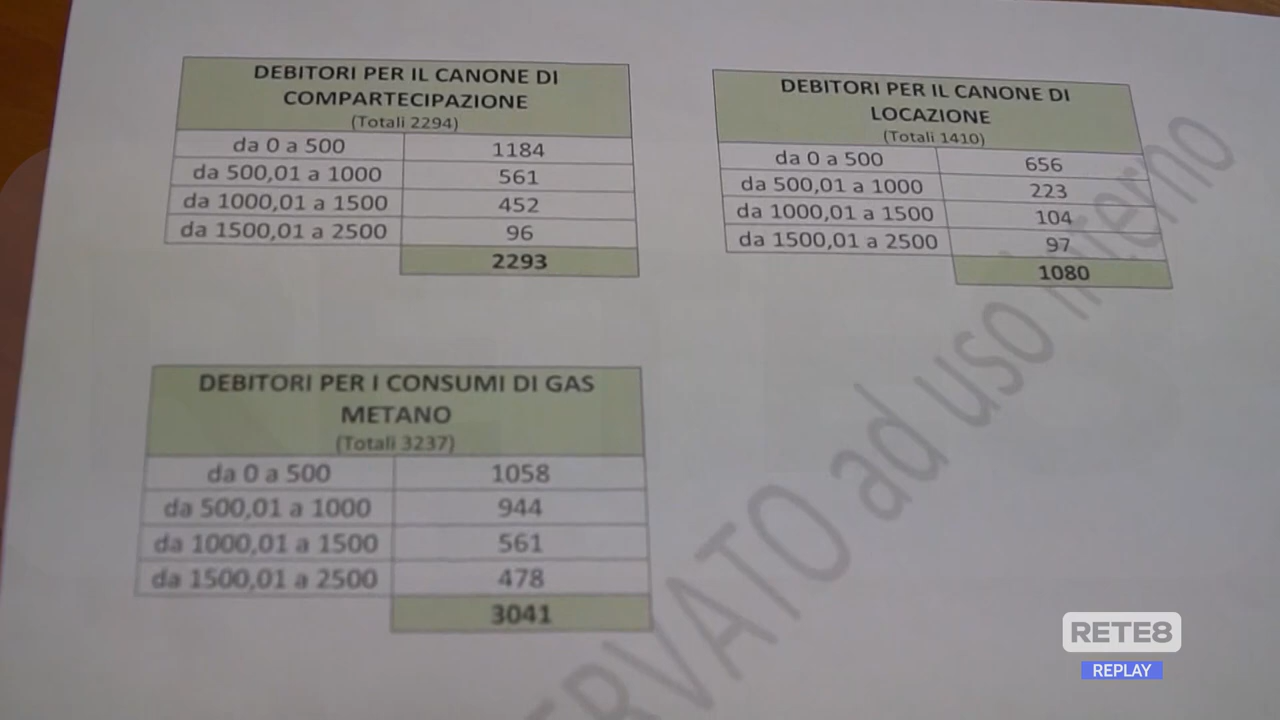 DEBITORI PER IL CANONE DI
COMPARTECIPAZIONE
(Totali 2294)
da 0 a 500 1184
da 500,01 a 1000 561
da 1000,01 a 1500 452
da 1500,01 a 2500 96
2293
DEBITORI PER IL CANONE DI
LOCAZIONE
(Totali 1410)
da 0 a 500 656
da 500,01 a 1000 223
da 1000,01 a 1500 104
da 1500,01 a 2500 97
1080
DEBITORI PER I CONSUMI DI GAS
METANO
(Totali 3237)
da 0 a 500 1058
da 500,01 a 1000 944
da 1000,01 a 1500 561
da 1500,01 a 2500 478
3041
ERVATO ad uso interno
RETE8
REPLAY